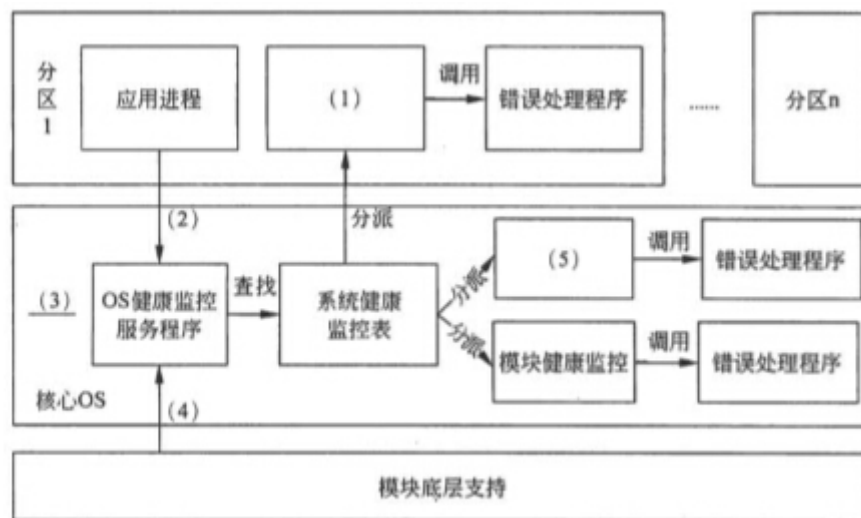 分
区
1
应用进程
(1)
调用
错误处理程序
......
分区n
(2)
分派
(3)
OS健康监控
服务程序
查找
系统健康
监控表
分派
(5)
调用
错误处理程序
分派
模块健康监控
调用
错误处理程序
核心OS
(4)
模块底层支持